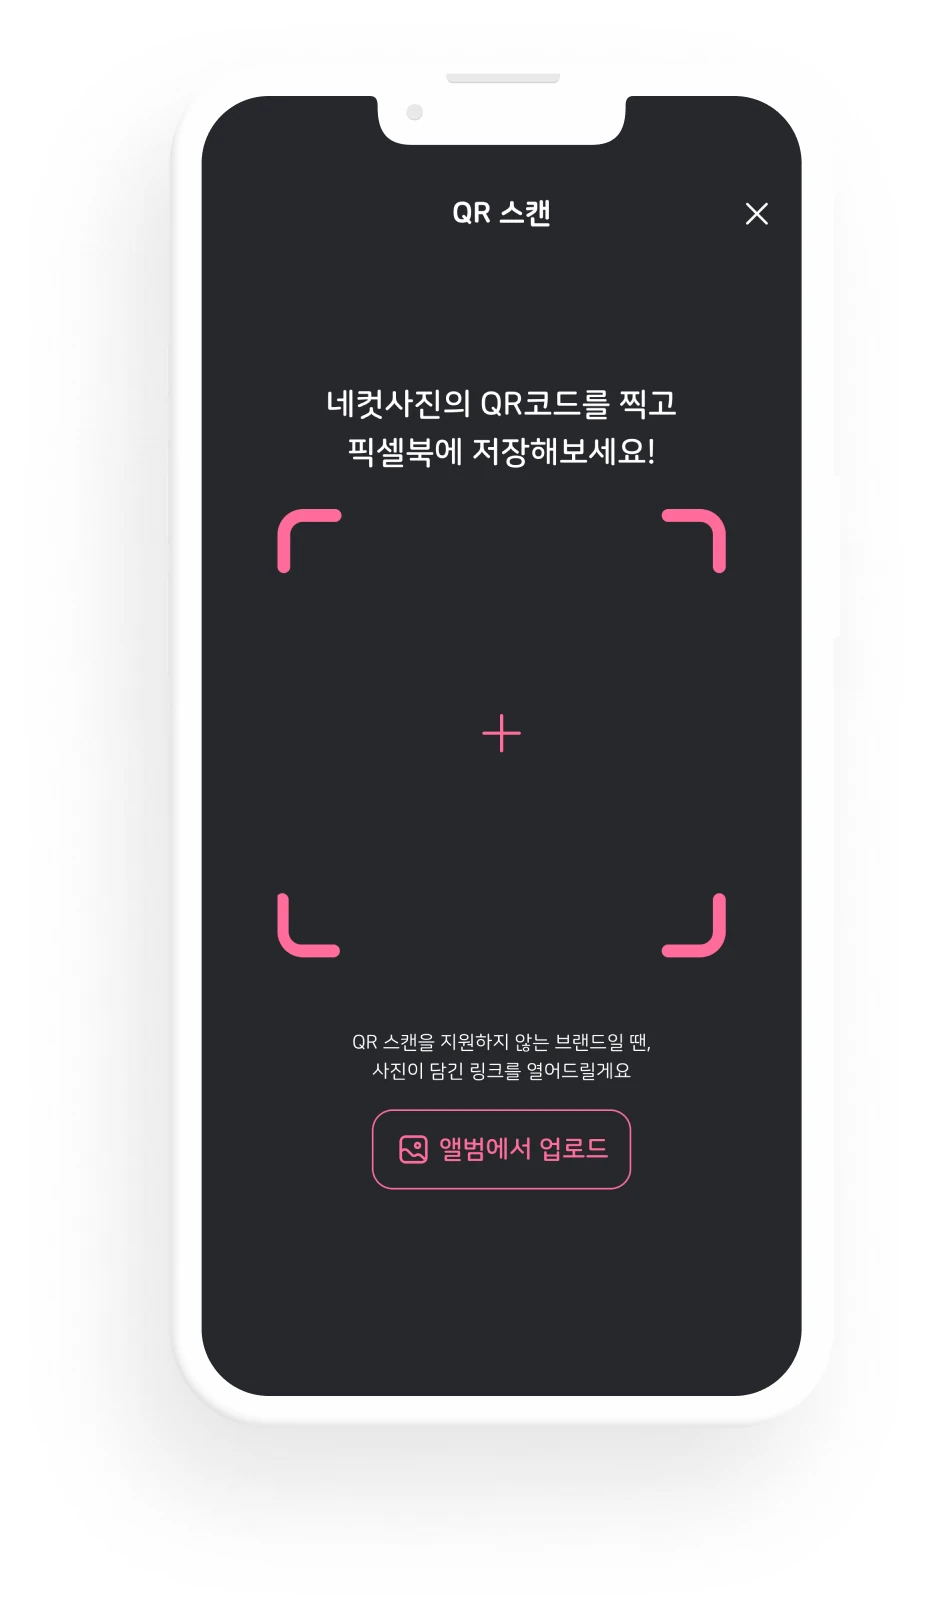 QR 스캔
네컷사진의 QR코드를 찍고
픽셀북에 저장해보세요!
QR 스캔을 지원하지 않는 브랜드일 땐,
사진이 담긴 링크를 열어드릴게요
앨범에서 업로드